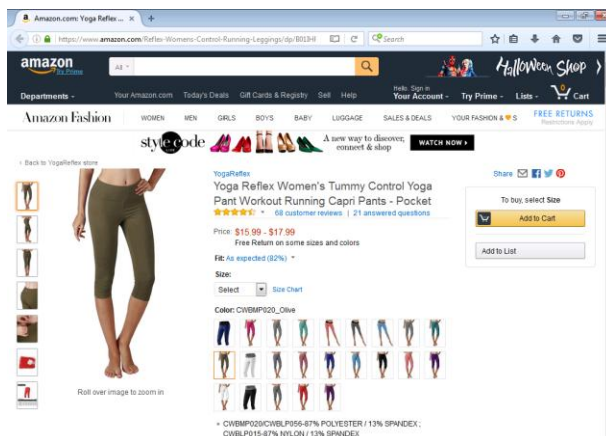 Amazon.com: Yoga Reflex ...
https://www.amazon.com/Reflex-Womens-Control-Running-Leggings/dp/B013HI
Search
amazon
Try Prime
All
Halloween Shop
Departments
Your Amazon.com Today's Deals Gift Cards & Registry Sell Help
Hello. Sign in
Your Account
Try Prime
Lists
0
Cart
Amazon Fashion
WOMEN MEN GIRLS BOYS BABY LUGGAGE SALES & DEALS YOUR FASHION & S
FREE RETURNS
Restrictions Apply
style code
A new way to discover,
connect & shop
WATCH NOW
Back to YogaReflex store
YogaReflex
Share
Yoga Reflex Women's Tummy Control Yoga
Pant Workout Running Capri Pants - Pocket
68 customer reviews | 21 answered questions
Price: $15.99 - $17.99
Free Return on some sizes and colors
Fit: As expected (82%)
Size:
Select
Size Chart
Color: CWBMP020_Olive
To buy, select Size
Add to Cart
Add to List
Roll over image to zoom in
• CWBMP020/CWBLP056-87% POLYESTER / 13% SPANDEX ;
CWBLP015-87% NYLON / 13% SPANDEX